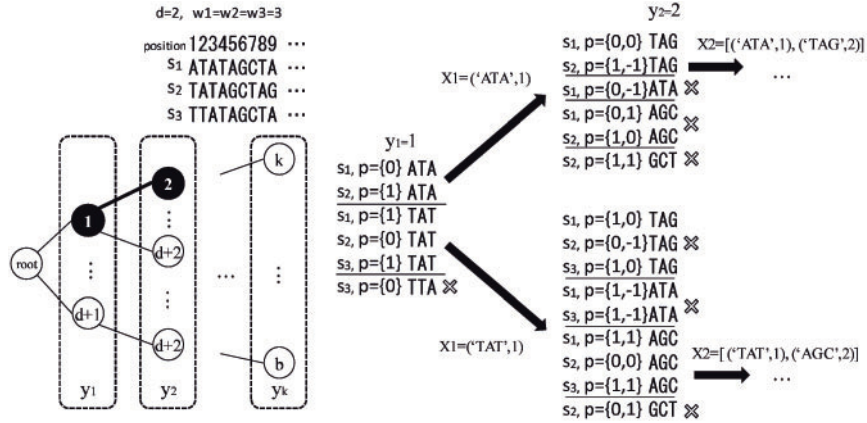 d=2, w1=w2=w3=3
position 123456789 ...
s1 ATATAGCTA ...
s2 TATAGCTAG ...
s3 TTATAGCTA ...
root
1
d+1
y1
2
d+2
d+2
y2
...
k
b
yk
y1=1
s1, p={0} ATA
s2, p={1} ATA
s1, p={1} TAT
s2, p={0} TAT
s3, p={1} TAT
s3, p={0} TTA
X1=('ATA',1)
X1=('TAT',1)
y2=2
s1, p={0,0} TAG
s2, p={1,-1} TAG
s1, p={0,-1} ATA
s1, p={0,1} AGC
s2, p={1,0} AGC
s2, p={1,1} GCT
X2=[('ATA',1), ('TAG',2)]
...
s1, p={1,0} TAG
s2, p={0,-1} TAG
s3, p={1,0} TAG
s1, p={1,-1} ATA
s3, p={1,-1} ATA
s1, p={1,1} AGC
s2, p={0,0} AGC
s3, p={1,1} AGC
s2, p={0,1} GCT
X2=[('TAT',1), ('AGC',2)]
...